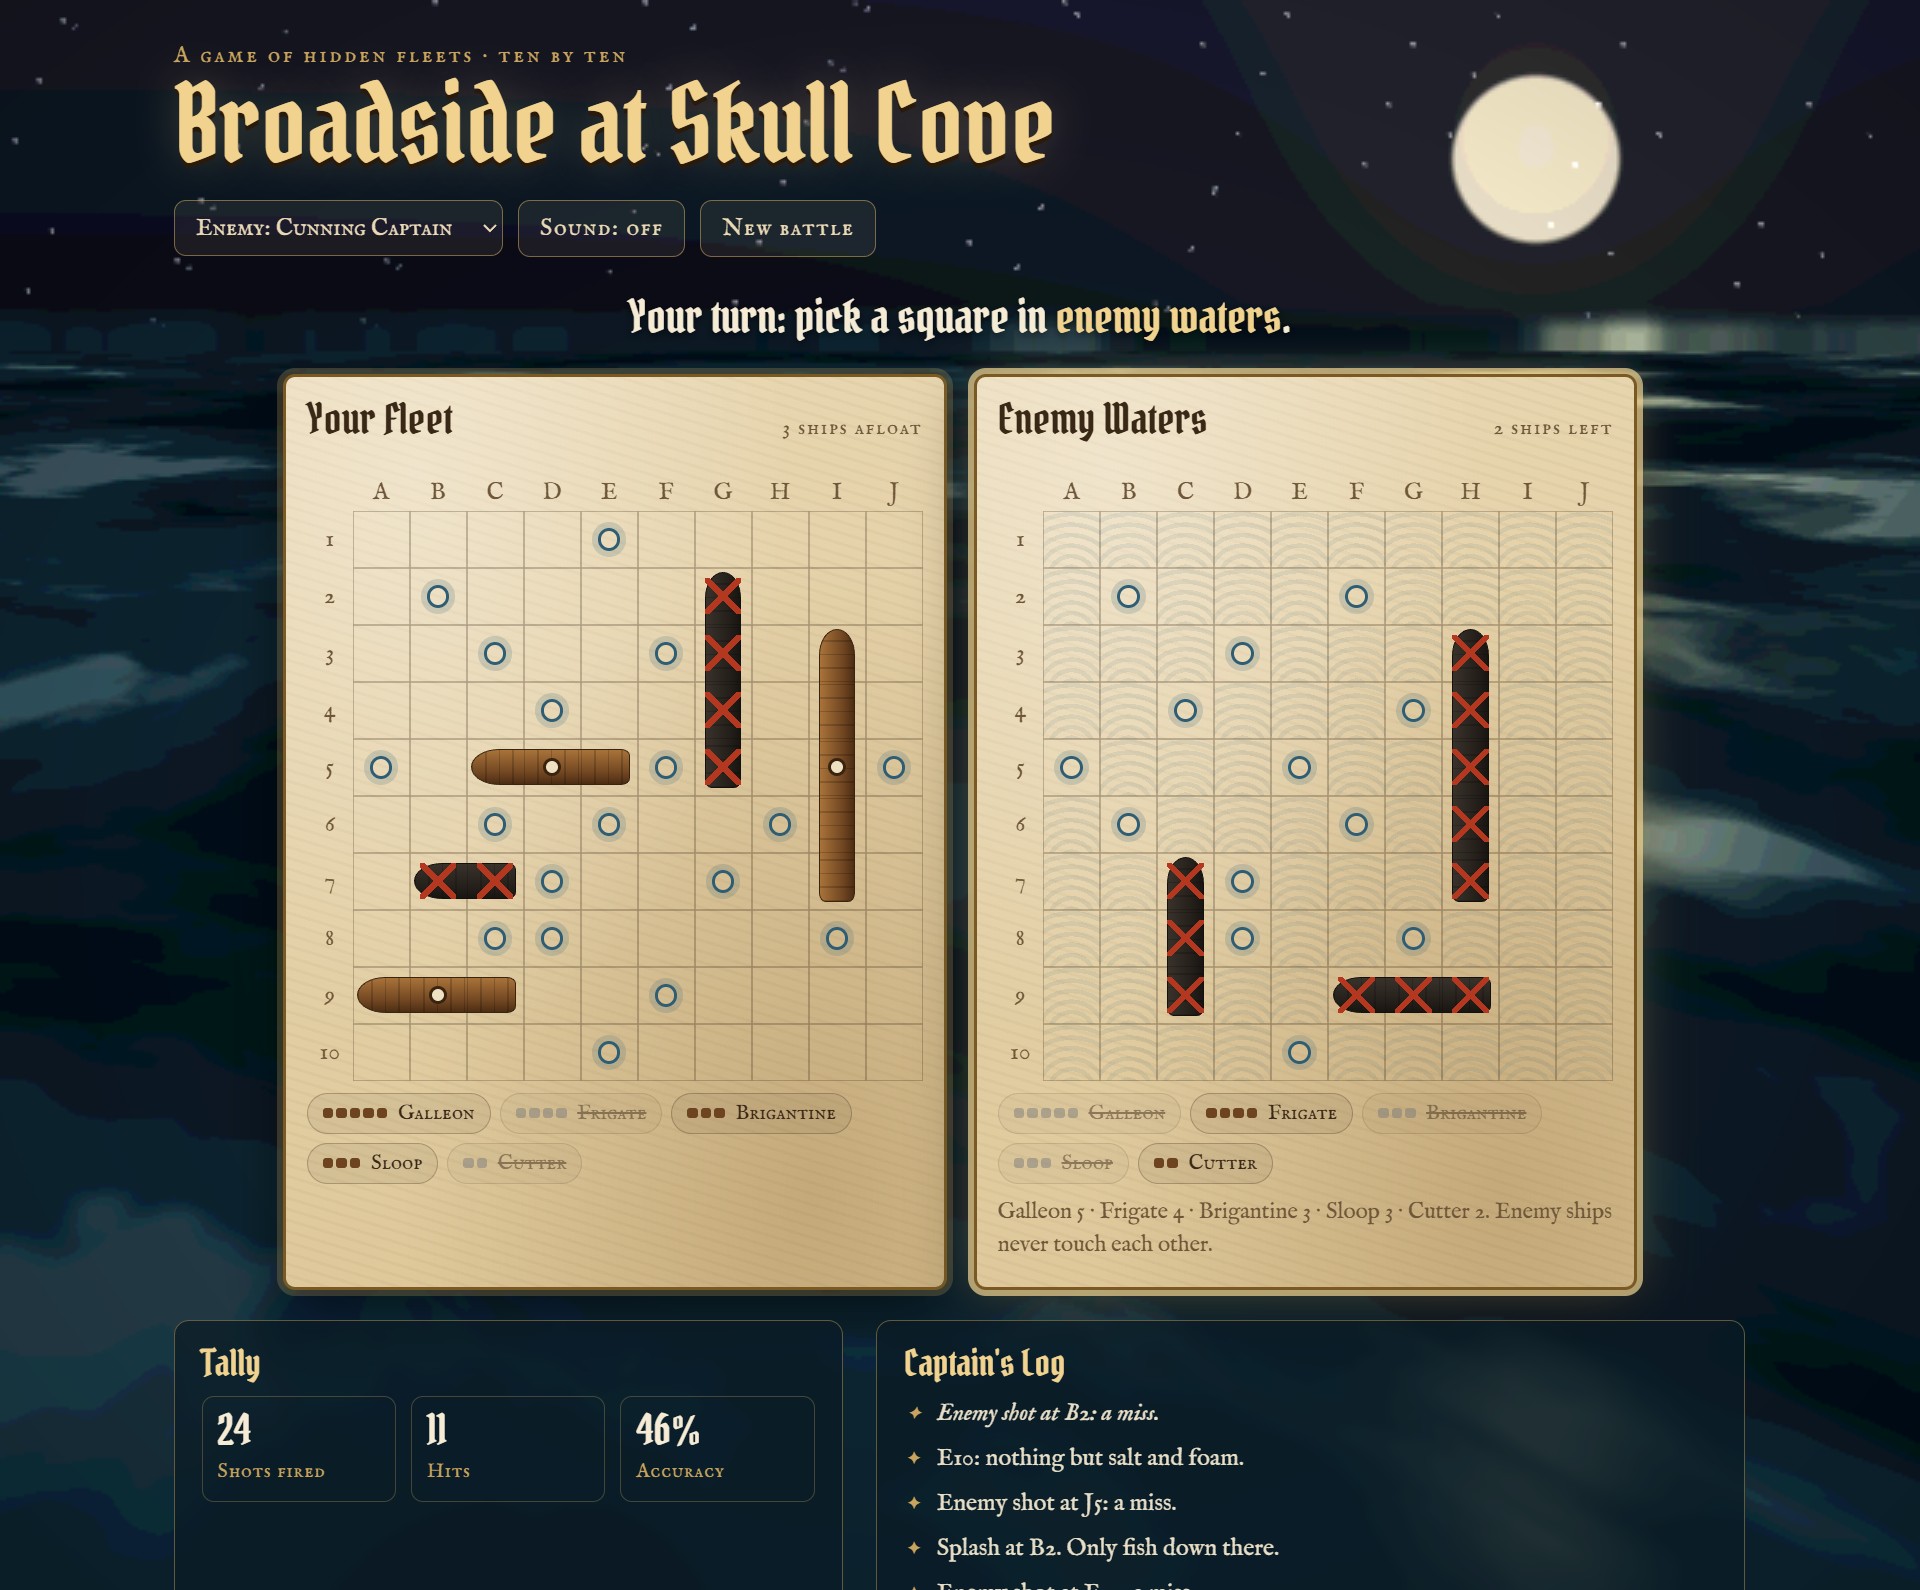 A game of hidden fleets · ten by ten
Broadside at Skull Cove
Enemy: Cunning Captain
Sound: off
New battle
Your turn: pick a square in enemy waters.
Your Fleet
3 ships afloat
A B C D E F G H I J
1
2
3
4
5
6
7
8
9
10
Galleon
Frigate
Brigantine
Sloop
Cutter
Enemy Waters
2 ships left
A B C D E F G H I J
1
2
3
4
5
6
7
8
9
10
Galleon
Frigate
Brigantine
Sloop
Cutter
Galleon 5 · Frigate 4 · Brigantine 3 · Sloop 3 · Cutter 2. Enemy ships
never touch each other.
Tally
24
Shots fired
11
Hits
46%
Accuracy
Captain's Log
Enemy shot at B2: a miss.
E10: nothing but salt and foam.
Enemy shot at J5: a miss.
Splash at B2. Only fish down there.